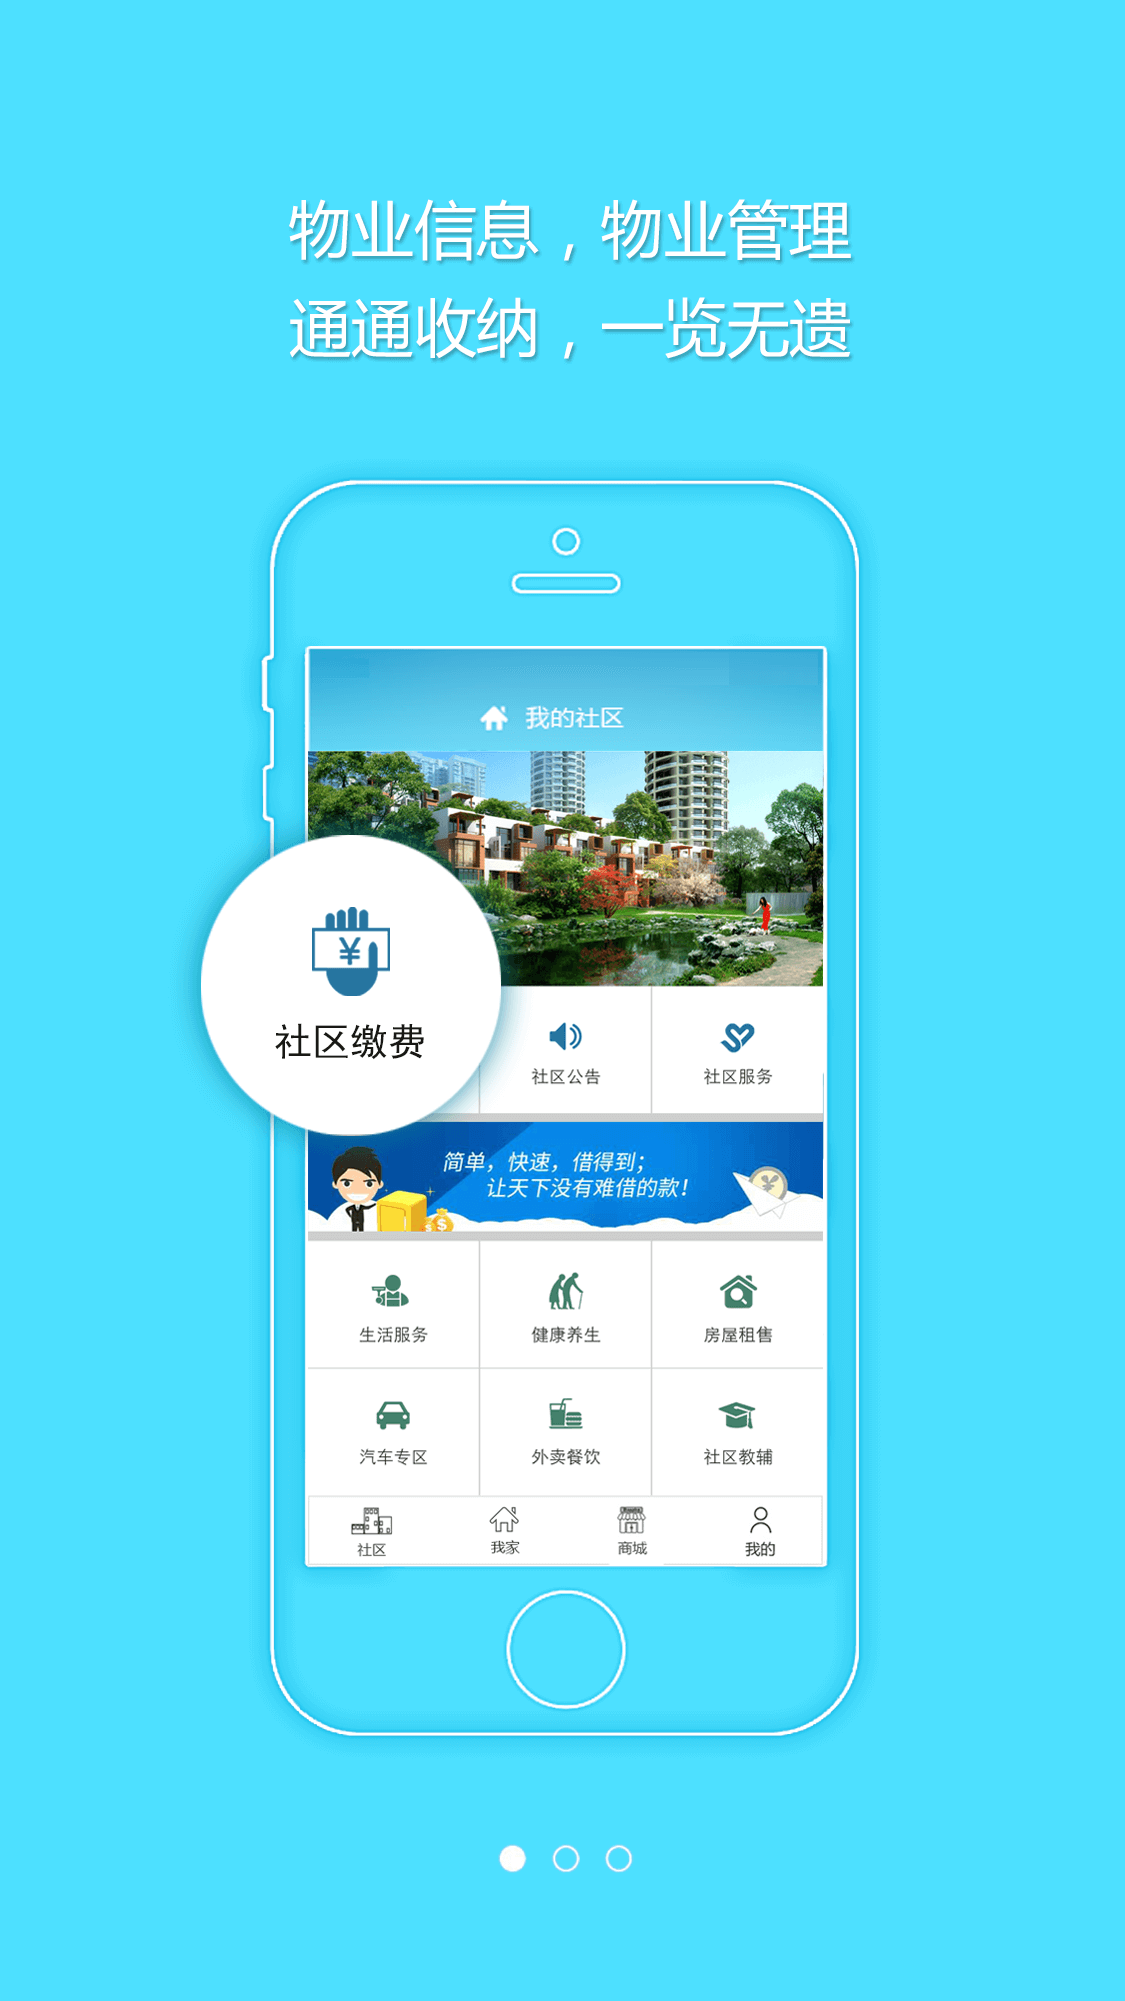 物业信息，物业管理
通通收纳，一览无遗
我的社区
¥
社区缴费
社区公告
社区服务
简单，快速，借得到；
让天下没有难借的款！
¥
$
$
生活服务
健康养生
房屋租售
汽车专区
外卖餐饮
社区教辅
社区
我家
商城
我的